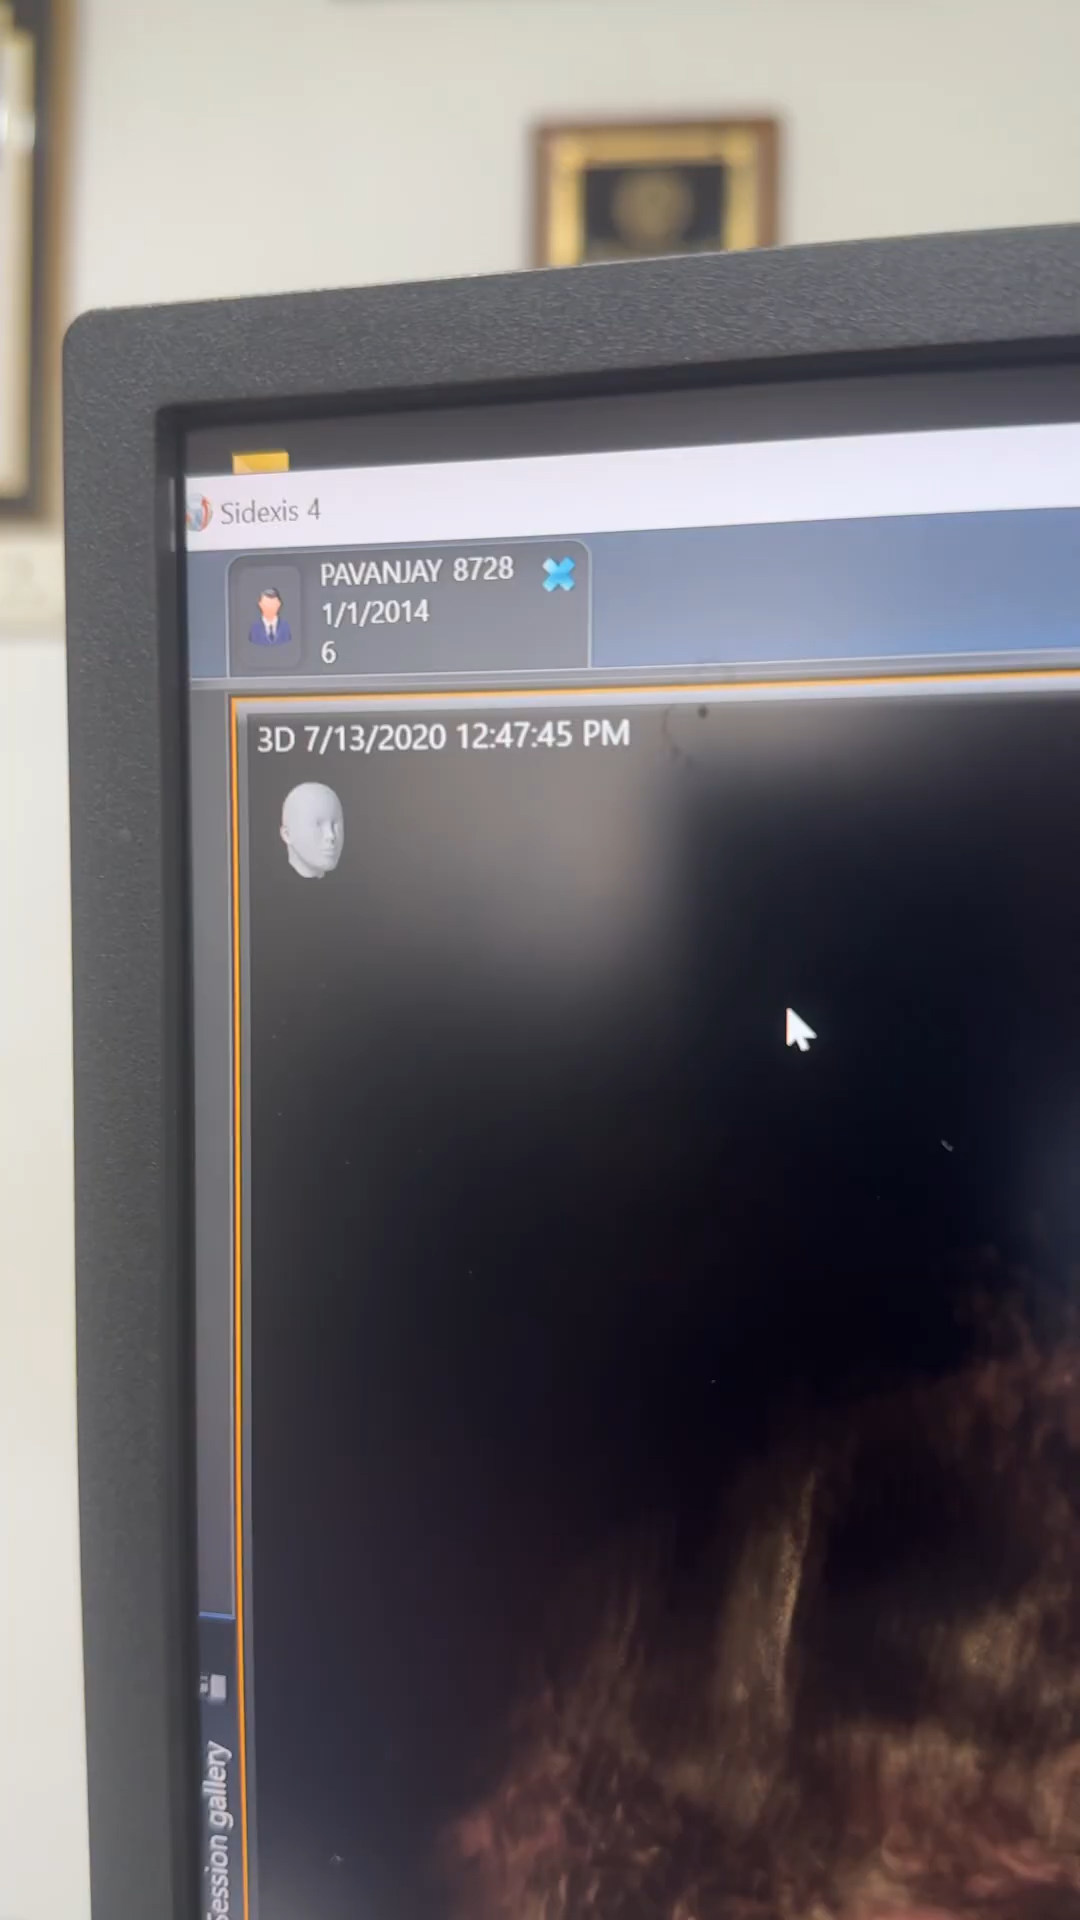 Sidexis 4
PAVANJAY 8728
1/1/2014
6
3D 7/13/2020 12:47:45 PM
Session gallery